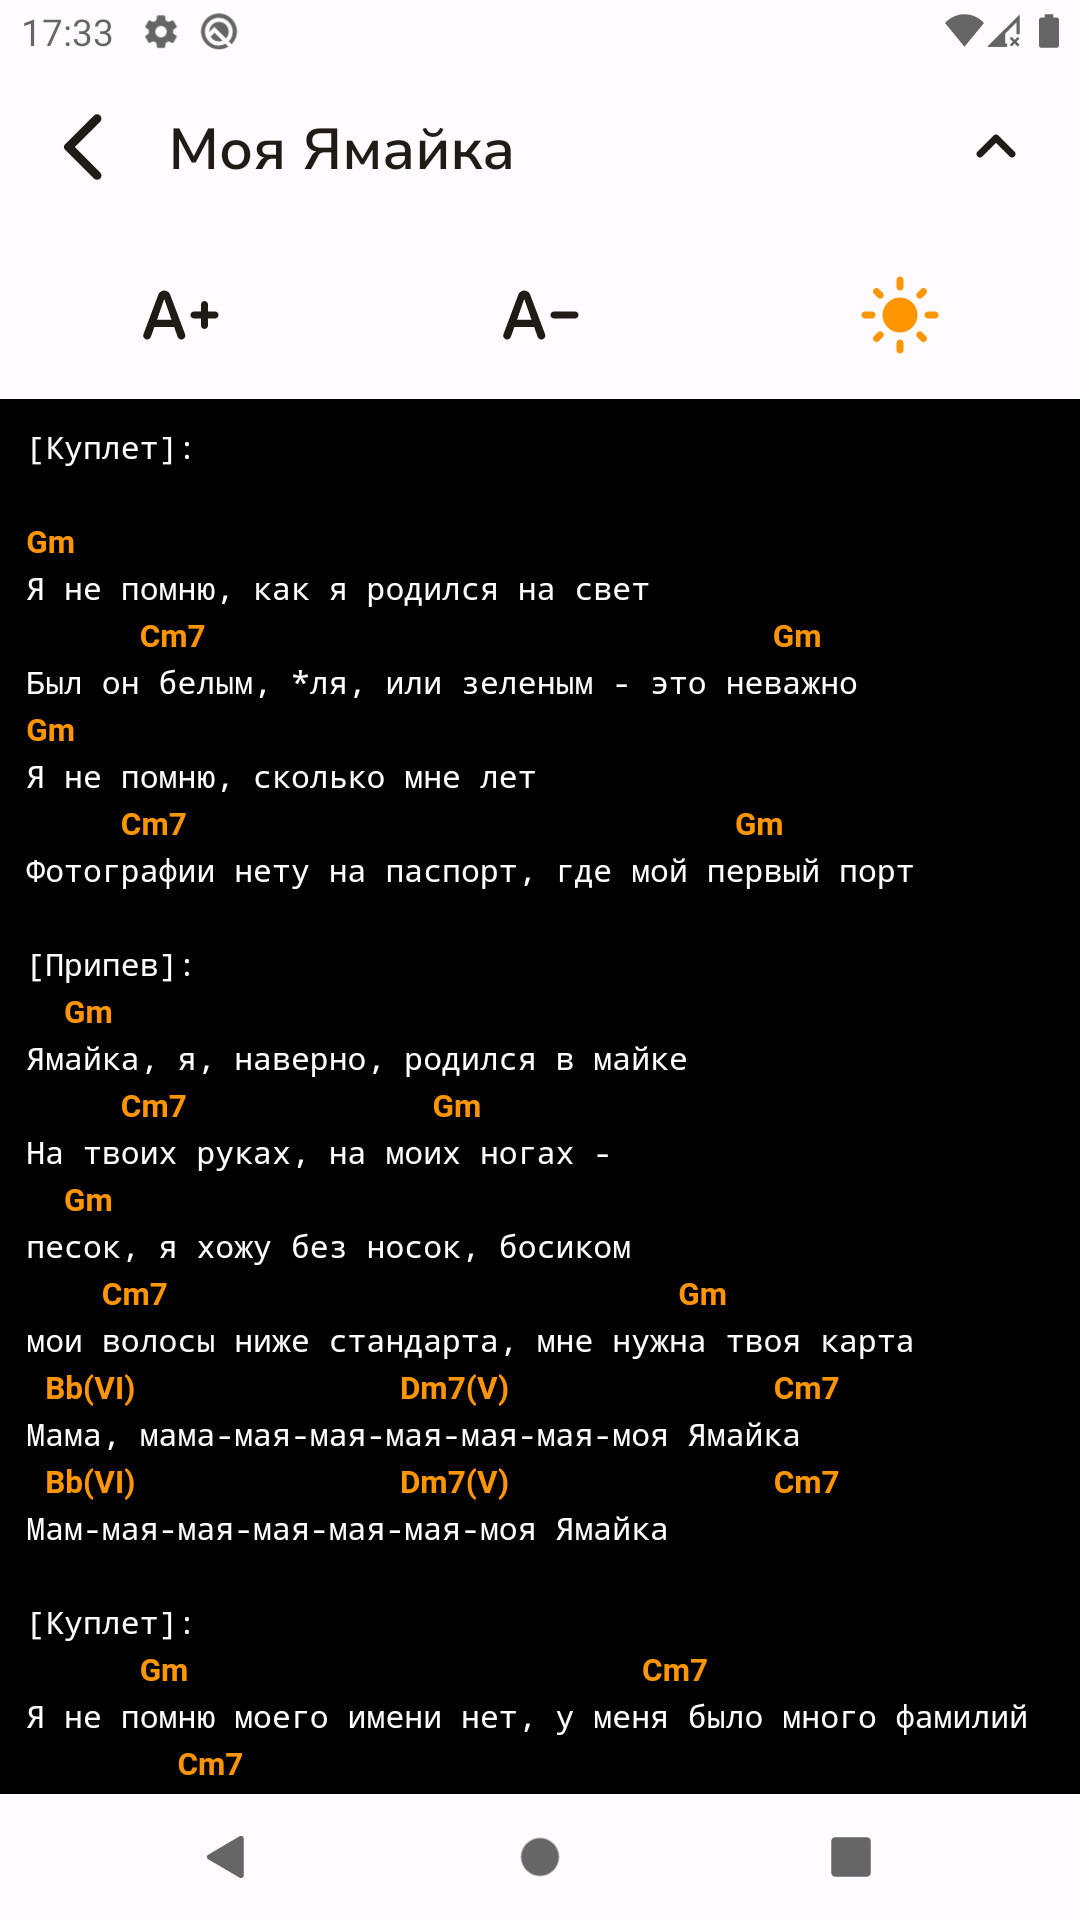 17:33
Моя Ямайка
A+ A-
[Куплет]:
Gm
Я не помню, как я родился на свет
Cm7 Gm
Был он белым, *ля, или зеленым - это неважно
Gm
Я не помню, сколько мне лет
Cm7 Gm
Фотографии нету на паспорт, где мой первый порт
[Припев]:
Gm
Ямайка, я, наверно, родился в майке
Cm7 Gm
На твоих руках, на моих ногах -
Gm
песок, я хожу без носок, босиком
Cm7 Gm
мои волосы ниже стандарта, мне нужна твоя карта
Bb(VI) Dm7(V) Cm7
Мама, мама-мая-мая-мая-мая-мая-моя Ямайка
Bb(VI) Dm7(V) Cm7
Мам-мая-мая-мая-мая-мая-моя Ямайка
[Куплет]:
Gm Cm7
Я не помню моего имени нет, у меня было много фамилий
Cm7